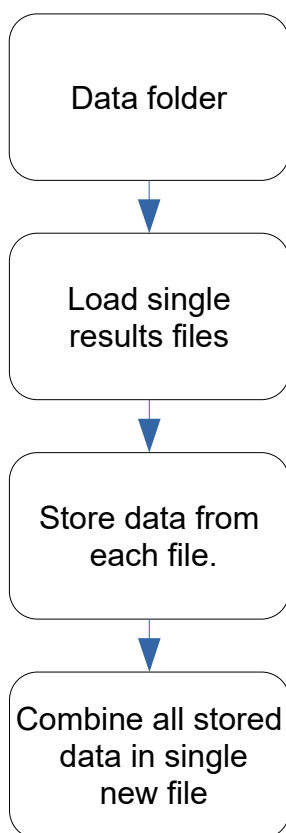 Data folder
Load single
results files
Store data from
each file.
Combine all stored
data in single
new file